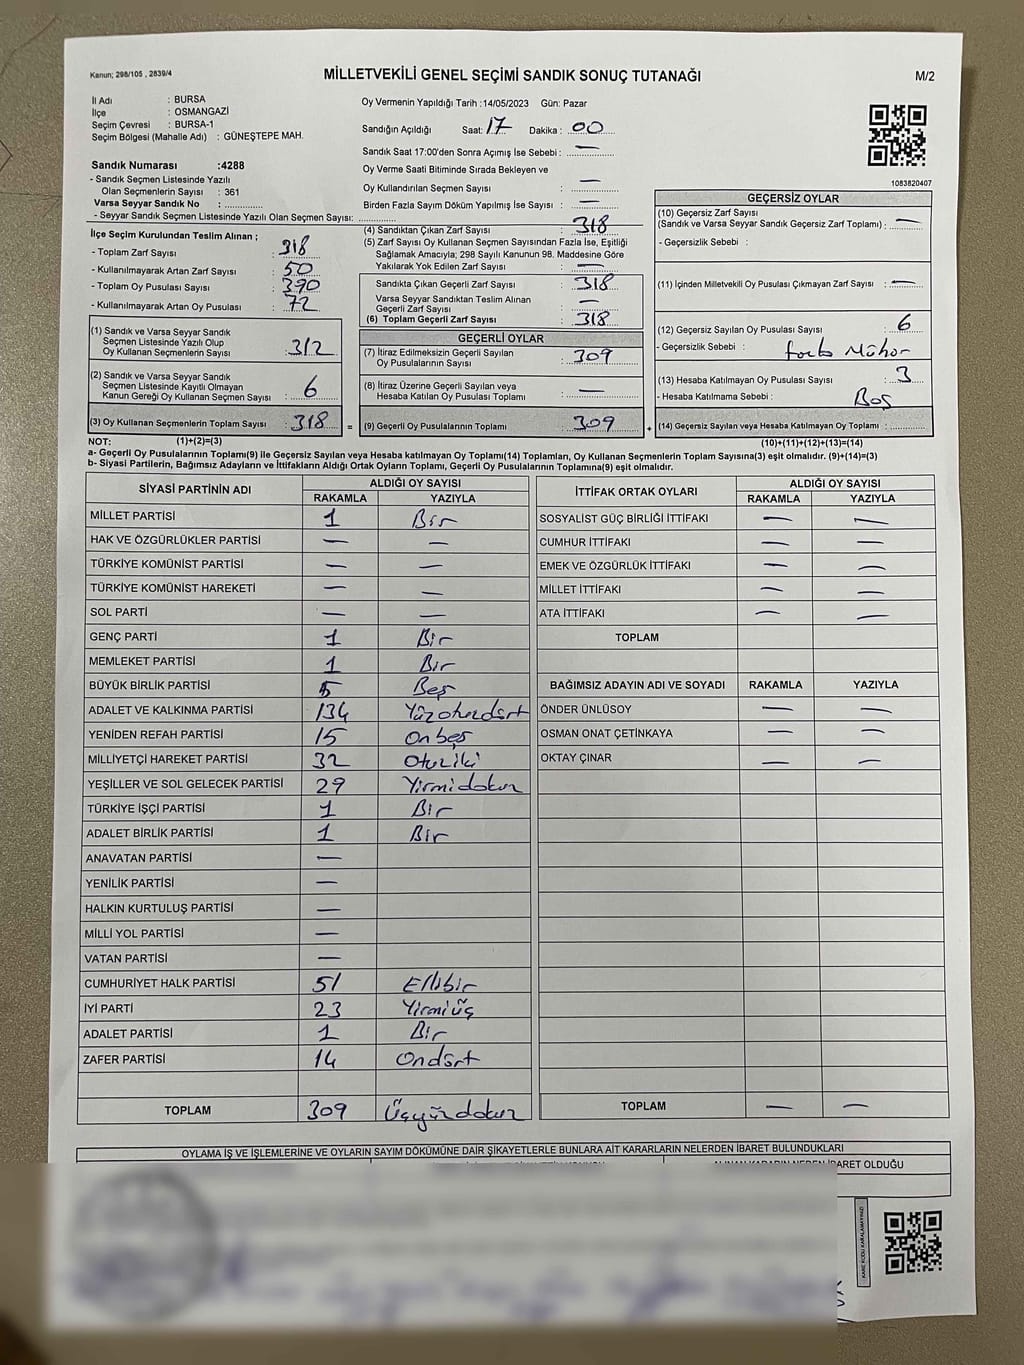 Kanun; 298/105 , 2839/4
MİLLETVEKİLİ GENEL SEÇİMİ SANDIK SONUÇ TUTANAĞI
M/2
İl Adı : BURSA
İlçe : OSMANGAZİ
Seçim Çevresi : BURSA-1
Seçim Bölgesi (Mahalle Adı) : GÜNEŞTEPE MAH.
Sandık Numarası :4288
- Sandık Seçmen Listesinde Yazılı
Olan Seçmenlerin Sayısı : 361
Varsa Seyyar Sandık No : ..............
- Seyyar Sandık Seçmen Listesinde Yazılı Olan Seçmen Sayısı: ..............
Oy Vermenin Yapıldığı Tarih :14/05/2023 Gün: Pazar
Sandığın Açıldığı Saat: 17 Dakika : 00
Sandık Saat 17:00'den Sonra Açımış İse Sebebi : —
Oy Verme Saati Bitiminde Sırada Bekleyen ve
Oy Kullandırılan Seçmen Sayısı : —
Birden Fazla Sayım Döküm Yapılmış İse Sayısı : —
1083820407
İlçe Seçim Kurulundan Teslim Alınan ;
- Toplam Zarf Sayısı : 318
- Kullanılmayarak Artan Zarf Sayısı : 50
- Toplam Oy Pusulası Sayısı : 390
- Kullanılmayarak Artan Oy Pusulası : 72
(1) Sandık ve Varsa Seyyar Sandık
Seçmen Listesinde Yazılı Olup
Oy Kullanan Seçmenlerin Sayısı : 312
(2) Sandık ve Varsa Seyyar Sandık
Seçmen Listesinde Kayıtlı Olmayan
Kanun Gereği Oy Kullanan Seçmen Sayısı : 6
(3) Oy Kullanan Seçmenlerin Toplam Sayısı : 318 =
(4) Sandıktan Çıkan Zarf Sayısı : 318
(5) Zarf Sayısı Oy Kullanan Seçmen Sayısından Fazla İse, Eşitliği
Sağlamak Amacıyla; 298 Sayılı Kanunun 98. Maddesine Göre
Yakılarak Yok Edilen Zarf Sayısı : —
Sandıkta Çıkan Geçerli Zarf Sayısı : 318
Varsa Seyyar Sandıktan Teslim Alınan
Geçerli Zarf Sayısı : —
(6) Toplam Geçerli Zarf Sayısı : 318
GEÇERLİ OYLAR
(7) İtiraz Edilmeksizin Geçerli Sayılan
Oy Pusulalarının Sayısı : 309
(8) İtiraz Üzerine Geçerli Sayılan veya
Hesaba Katılan Oy Pusulası Toplamı : —
(9) Geçerli Oy Pusulalarının Toplamı : 309 +
GEÇERSİZ OYLAR
(10) Geçersiz Zarf Sayısı
(Sandık ve Varsa Seyyar Sandık Geçersiz Zarf Toplamı) : —
- Geçersizlik Sebebi :
(11) İçinden Milletvekili Oy Pusulası Çıkmayan Zarf Sayısı : —
(12) Geçersiz Sayılan Oy Pusulası Sayısı : 6
- Geçersizlik Sebebi : Mühür
(13) Hesaba Katılmayan Oy Pusulası Sayısı : 3
- Hesaba Katılmama Sebebi : Boş
(14) Geçersiz Sayılan veya Hesaba Katılmayan Oy Toplamı : ..............
NOT: (1)+(2)=(3) (10)+(11)+(12)+(13)=(14)
a- Geçerli Oy Pusulalarının Toplamı(9) ile Geçersiz Sayılan veya Hesaba katılmayan Oy Toplamı(14) Toplamları, Oy Kullanan Seçmenlerin Toplam Sayısına(3) eşit olmalıdır. (9)+(14)=(3)
b- Siyasi Partilerin, Bağımsız Adayların ve İttifakların Aldığı Ortak Oyların Toplamı, Geçerli Oy Pusulalarının Toplamına(9) eşit olmalıdır.
SİYASİ PARTİNİN ADI ALDIĞI OY SAYISI
RAKAMLA YAZIYLA
MİLLET PARTİSİ 1 Bir
HAK VE ÖZGÜRLÜKLER PARTİSİ — —
TÜRKİYE KOMÜNİST PARTİSİ — —
TÜRKİYE KOMÜNİST HAREKETİ — —
SOL PARTİ — —
GENÇ PARTİ 1 Bir
MEMLEKET PARTİSİ 1 Bir
BÜYÜK BİRLİK PARTİSİ 5 Beş
ADALET VE KALKINMA PARTİSİ 134 Yüzotuzdört
YENİDEN REFAH PARTİSİ 15 Onbeş
MİLLİYETÇİ HAREKET PARTİSİ 32 Otuziki
YEŞİLLER VE SOL GELECEK PARTİSİ 29 Yirmidokuz
TÜRKİYE İŞÇİ PARTİSİ 1 Bir
ADALET BİRLİK PARTİSİ 1 Bir
ANAVATAN PARTİSİ —
YENİLİK PARTİSİ —
HALKIN KURTULUŞ PARTİSİ —
MİLLİ YOL PARTİSİ —
VATAN PARTİSİ —
CUMHURİYET HALK PARTİSİ 51 Ellibir
İYİ PARTİ 23 Yirmiüç
ADALET PARTİSİ 1 Bir
ZAFER PARTİSİ 14 Ondört
TOPLAM 309 Üçyüzdokuz
İTTİFAK ORTAK OYLARI ALDIĞI OY SAYISI
RAKAMLA YAZIYLA
SOSYALİST GÜÇ BİRLİĞİ İTTİFAKI — —
CUMHUR İTTİFAKI — —
EMEK VE ÖZGÜRLÜK İTTİFAKI — —
MİLLET İTTİFAKI — —
ATA İTTİFAKI — —
TOPLAM
BAĞIMSIZ ADAYIN ADI VE SOYADI RAKAMLA YAZIYLA
ÖNDER ÜNLÜSOY — —
OSMAN ONAT ÇETİNKAYA — —
OKTAY ÇINAR — —
TOPLAM — —
OYLAMA İŞ VE İŞLEMLERİNE VE OYLARIN SAYIM DÖKÜMÜNE DAİR ŞİKAYETLERLE BUNLARA AİT KARARLARIN NELERDEN İBARET BULUNDUKLARI
ALINAN KARARIN NEDEN İBARET OLDUĞU
KARE KODU KARALAMAYINIZ